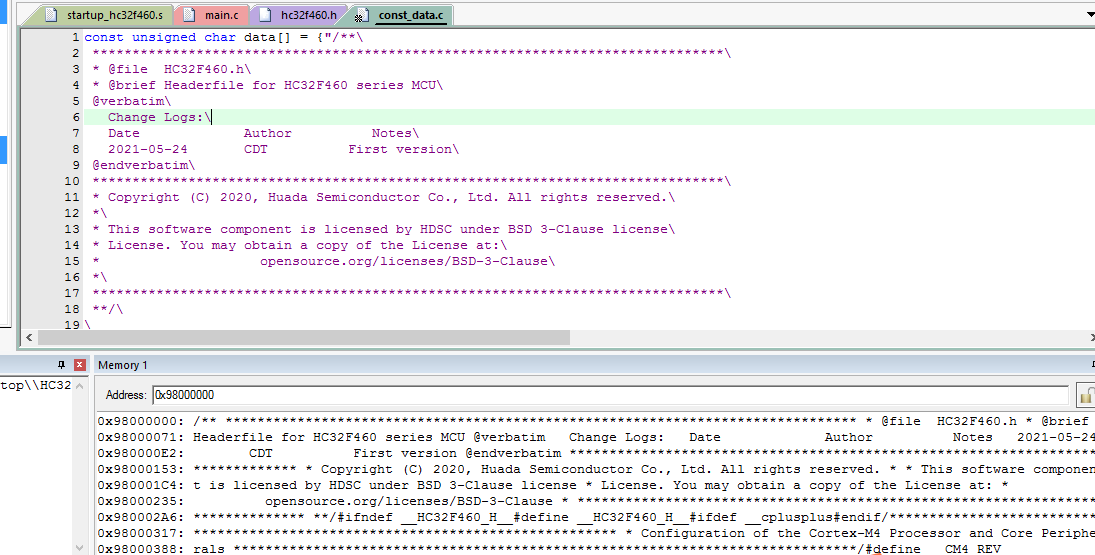 startup_hc32f460.s main.c hc32f460.h const_data.c
1 const unsigned char data[] = {"/**\
2 *******************************************************************************\
3 * @file  HC32F460.h\
4 * @brief Headerfile for HC32F460 series MCU\
5 @verbatim\
6   Change Logs:\
7   Date             Author          Notes\
8   2021-05-24       CDT          First version\
9 @endverbatim\
10 *******************************************************************************\
11 * Copyright (C) 2020, Huada Semiconductor Co., Ltd. All rights reserved.\
12 *\
13 * This software component is licensed by HDSC under BSD 3-Clause license\
14 * License. You may obtain a copy of the License at:\
15 *                    opensource.org/licenses/BSD-3-Clause\
16 *\
17 *******************************************************************************\
18 **/\
19 \
top\\HC32
Memory 1
Address: 0x98000000
0x98000000: /** ******************************************************************************* * @file  HC32F460.h * @brief
0x98000071: Headerfile for HC32F460 series MCU @verbatim   Change Logs:   Date             Author          Notes   2021-05-24
0x980000E2:       CDT          First version @endverbatim ******************************************************************
0x98000153: ************* * Copyright (C) 2020, Huada Semiconductor Co., Ltd. All rights reserved. * * This software componen
0x980001C4: t is licensed by HDSC under BSD 3-Clause license * License. You may obtain a copy of the License at: *
0x98000235:         opensource.org/licenses/BSD-3-Clause * *****************************************************************
0x980002A6: ************** **/#ifndef __HC32F460_H__#define __HC32F460_H__#ifdef __cplusplus#endif/**************************
0x98000317: ***************************************************** * Configuration of the Cortex-M4 Processor and Core Periphe
0x98000388: rals ******************************************************************************/#define __CM4_REV